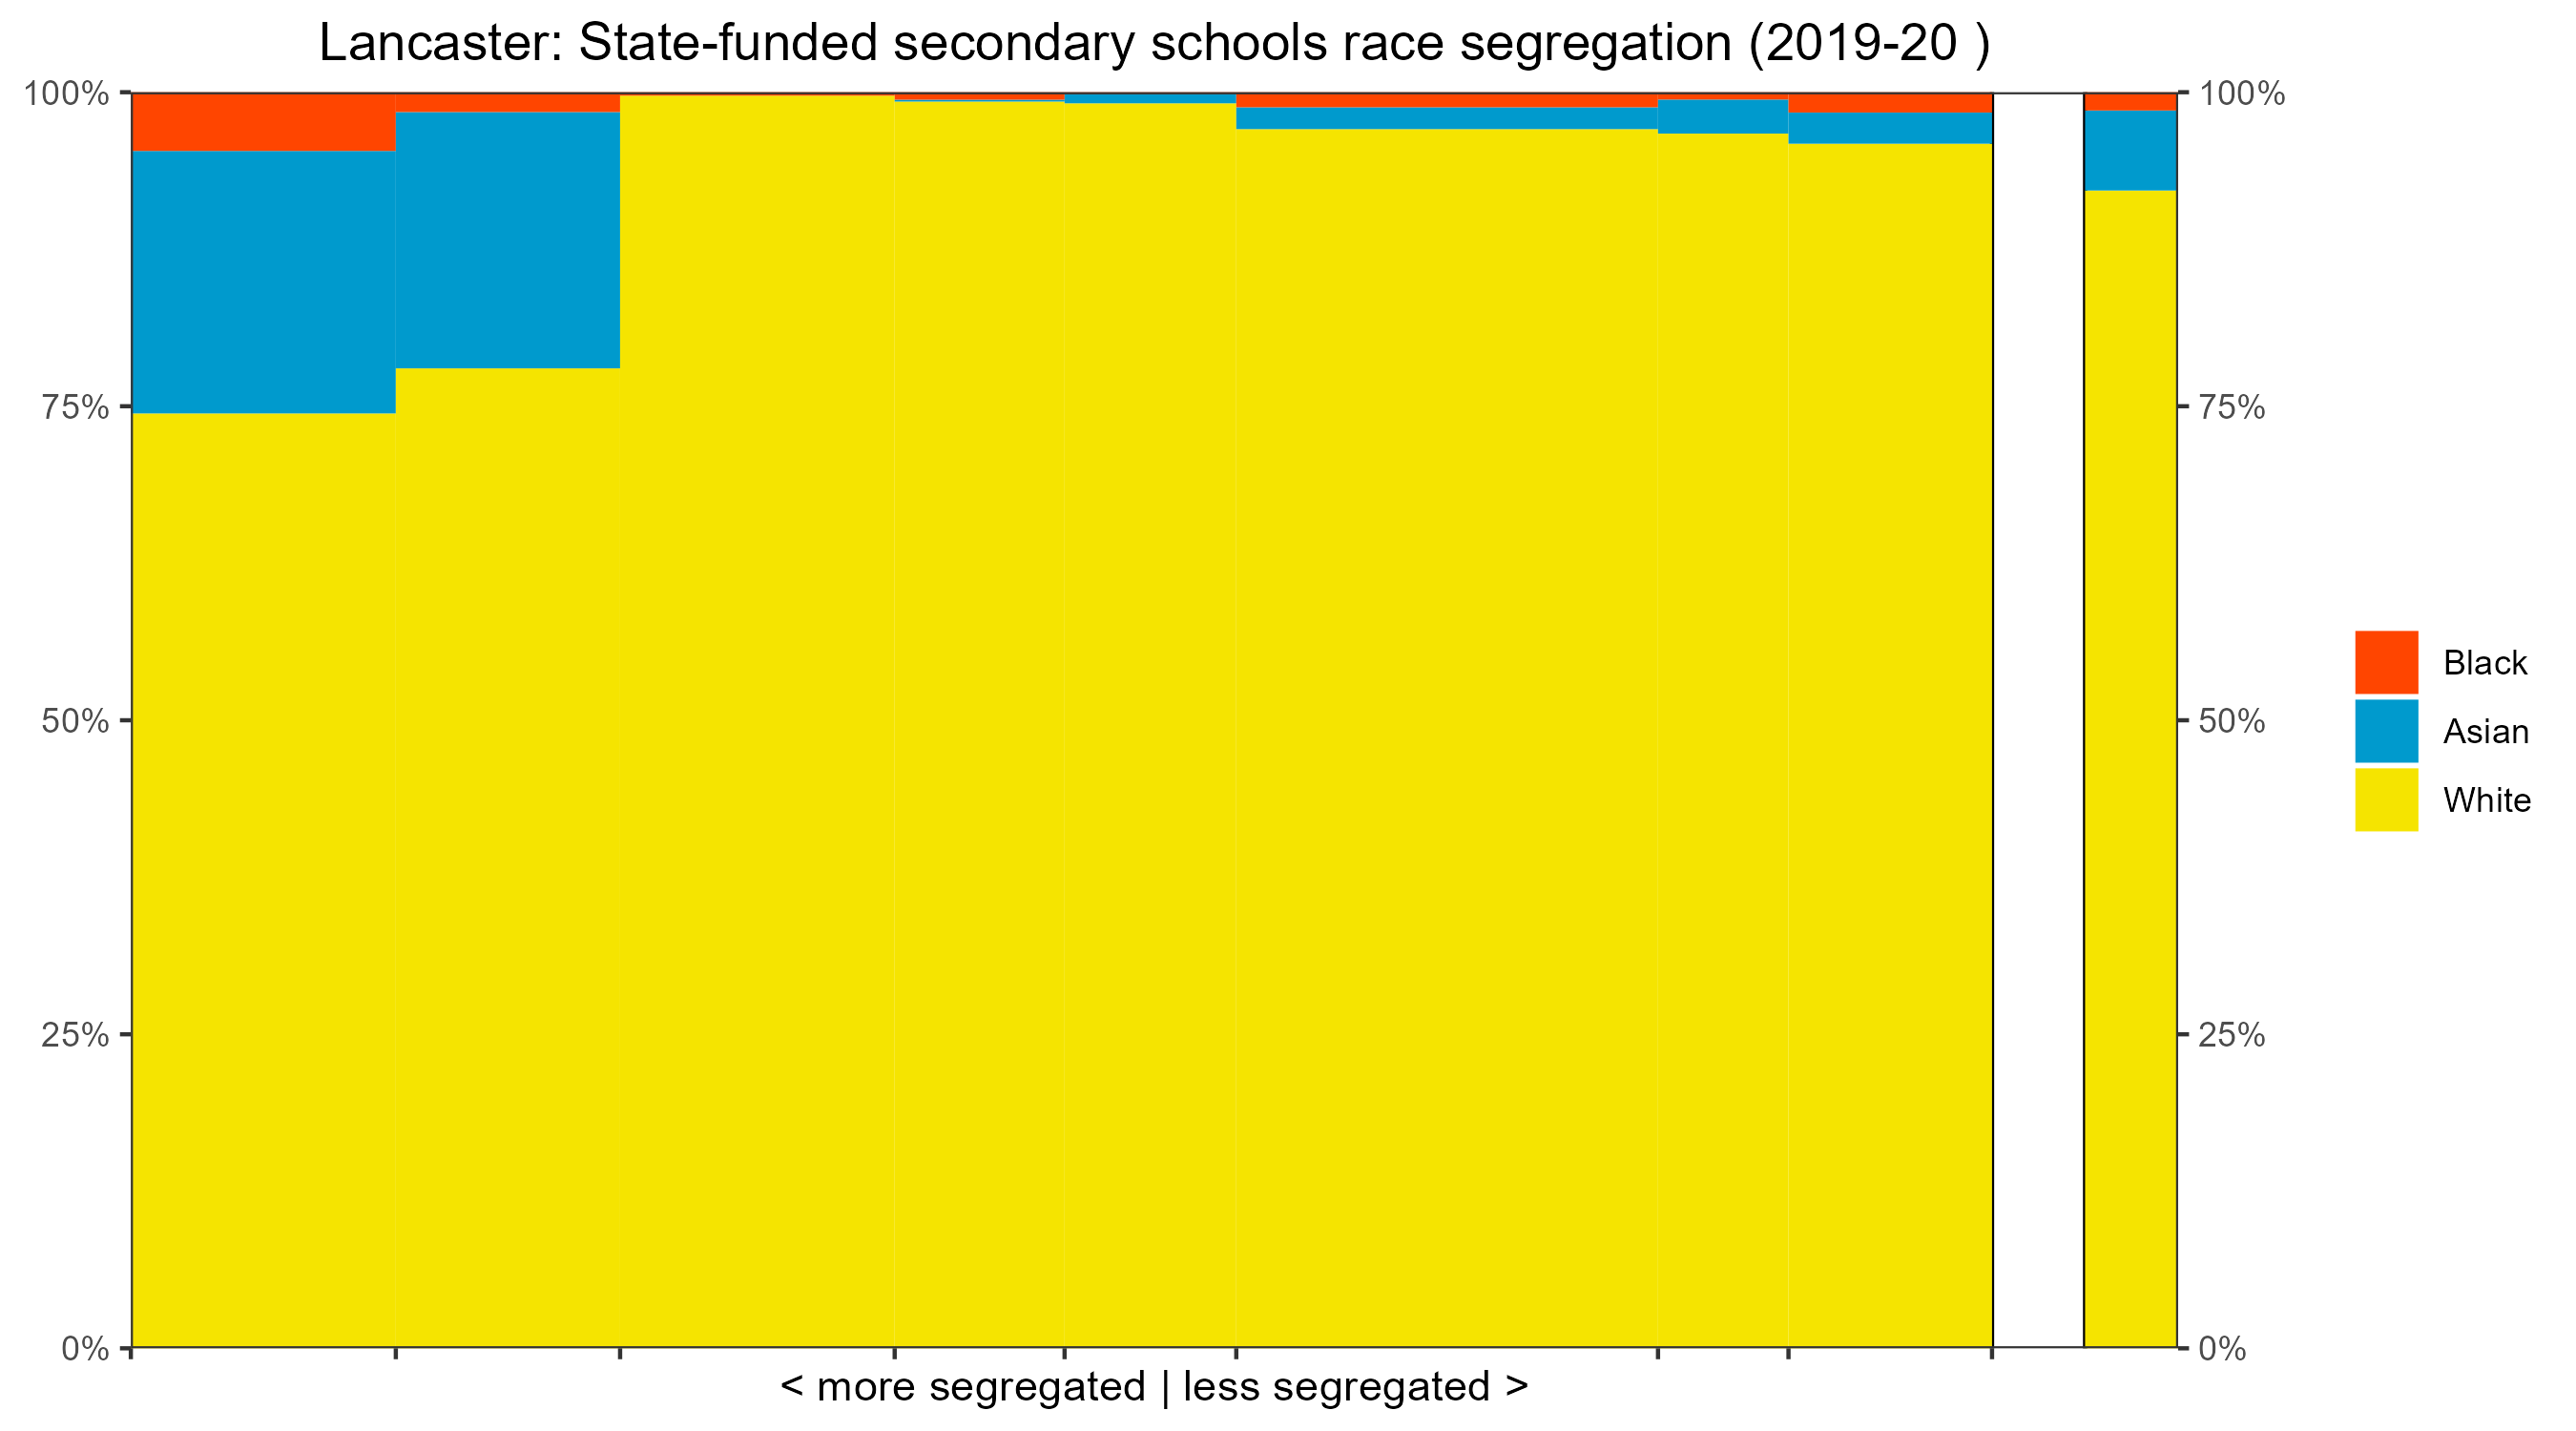 Lancaster: State-funded secondary schools race segregation (2019-20 )
100%
75%
50%
25%
0%
100%
75%
50%
25%
0%
Black
Asian
White
< more segregated | less segregated >